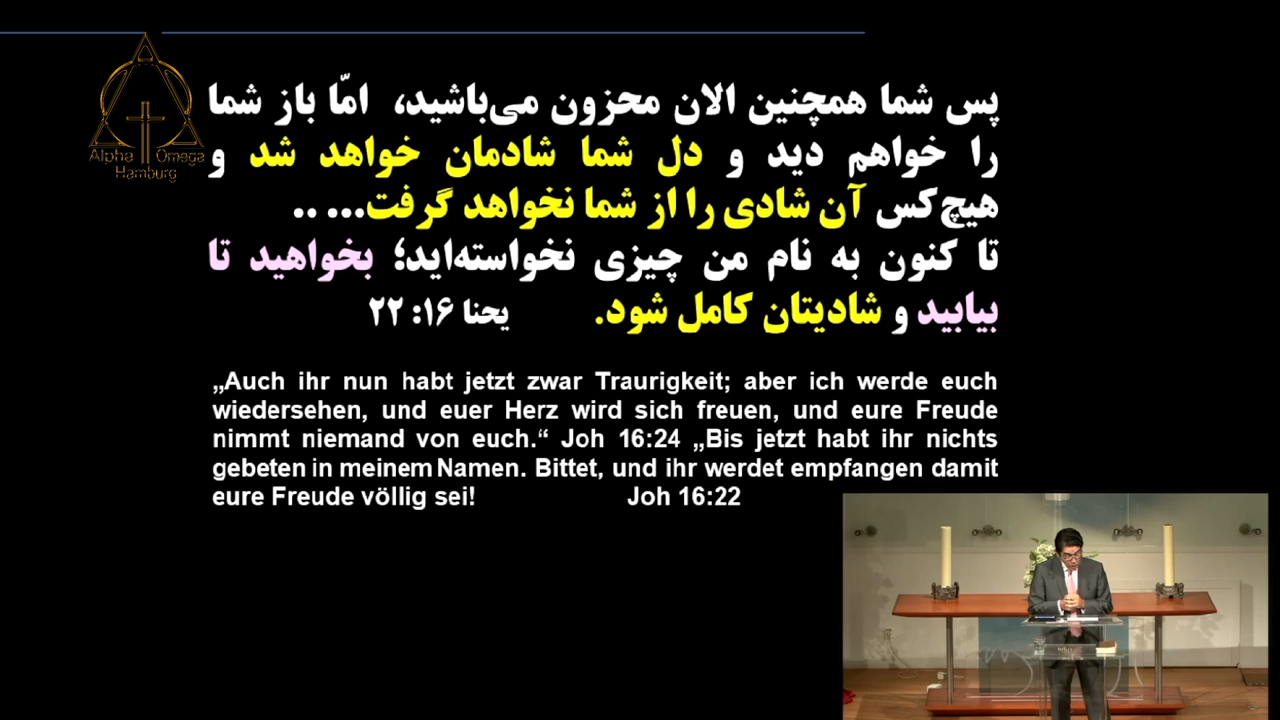 پس شما همچنین الان محزون می‌باشید، امّا باز شما
را خواهم دید و دل شما شادمان خواهد شد و
هیچ‌کس آن شادی را از شما نخواهد گرفت... ..
تا کنون به نام من چیزی نخواسته‌اید؛ بخواهید تا
بیابید و شادیتان کامل شود. یحنا ۱۶: ۲۲
„Auch ihr nun habt jetzt zwar Traurigkeit; aber ich werde euch
wiedersehen, und euer Herz wird sich freuen, und eure Freude
nimmt niemand von euch.“ Joh 16:24 „Bis jetzt habt ihr nichts
gebeten in meinem Namen. Bittet, und ihr werdet empfangen damit
eure Freude völlig sei! Joh 16:22
Alpha Omega
Hamburg